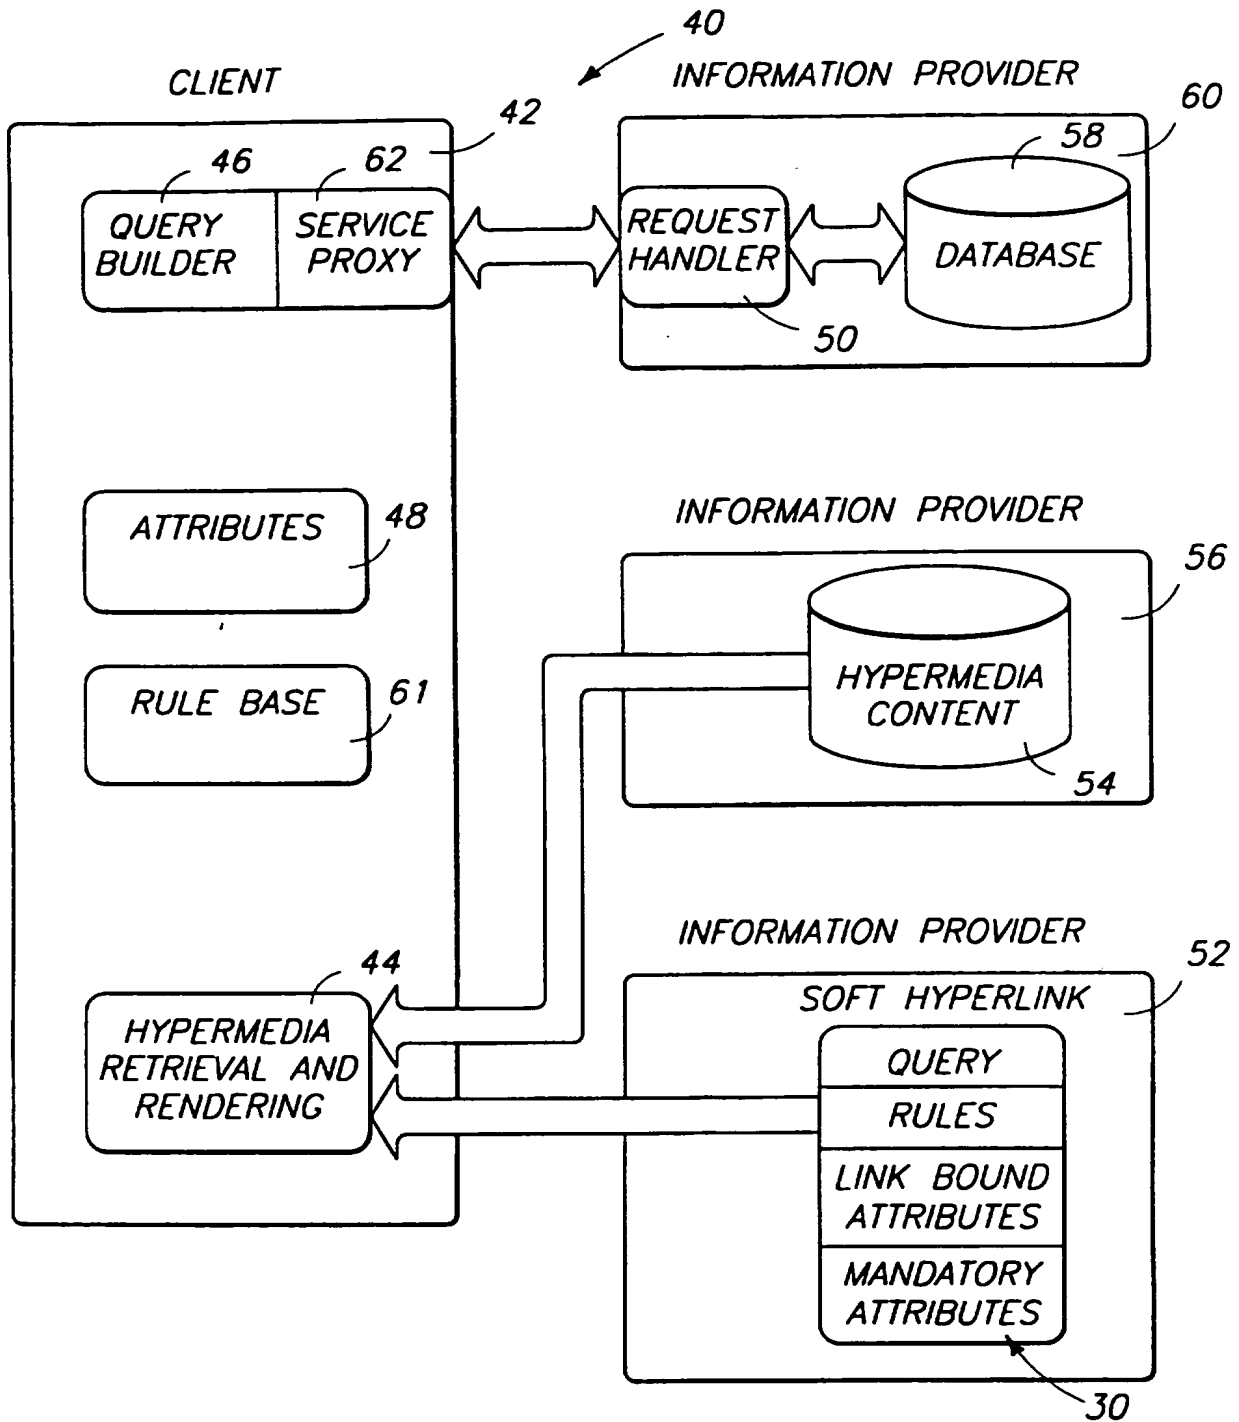 40
CLIENT
INFORMATION PROVIDER
42
60
46
62
58
QUERY
BUILDER
SERVICE
PROXY
REQUEST
HANDLER
DATABASE
50
ATTRIBUTES
48
INFORMATION PROVIDER
56
RULE BASE
61
HYPERMEDIA
CONTENT
54
INFORMATION PROVIDER
52
44
SOFT HYPERLINK
HYPERMEDIA
RETRIEVAL AND
RENDERING
QUERY
RULES
LINK BOUND
ATTRIBUTES
MANDATORY
ATTRIBUTES
30